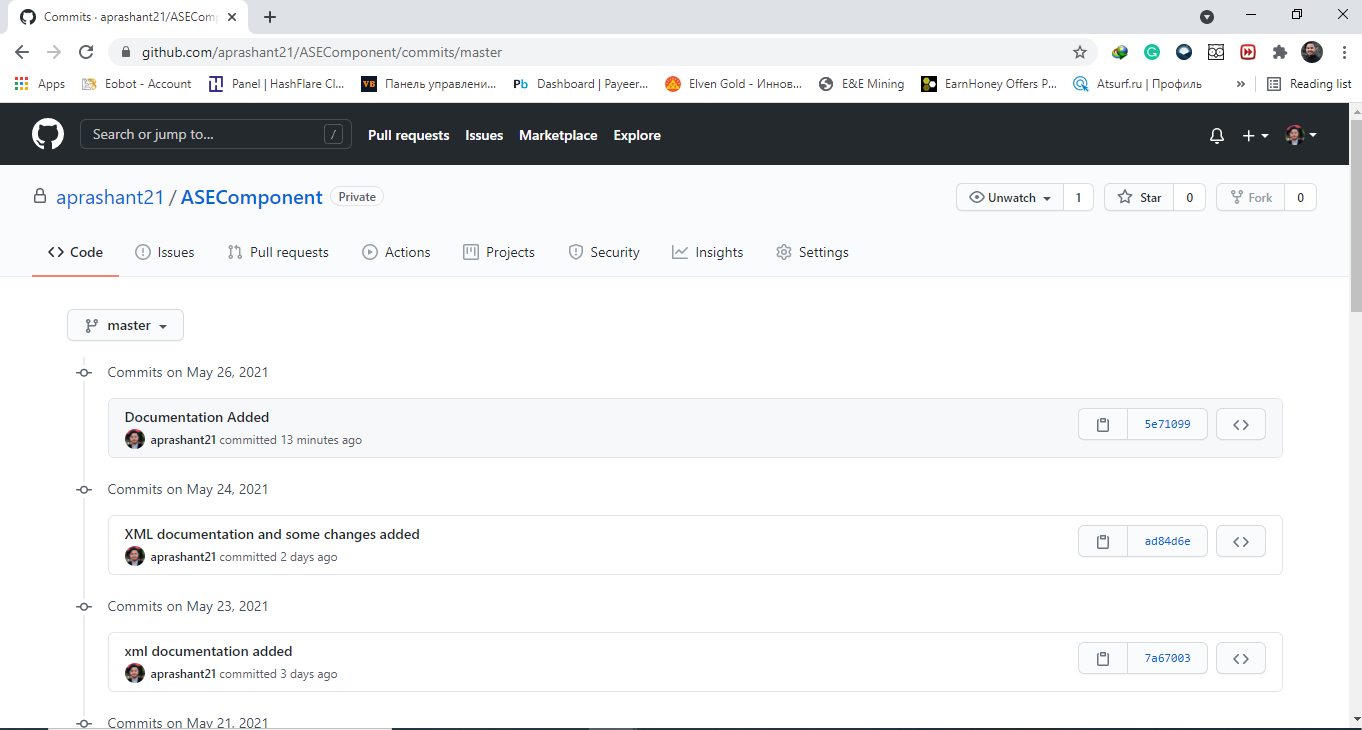 Commits · aprashant21/ASEComp
github.com/aprashant21/ASEComponent/commits/master
Apps Eobot - Account Panel | HashFlare Cl... Панель управлени... Dashboard | Payeer... Elven Gold - Иннов... E&E Mining EarnHoney Offers P... Atsurf.ru | Профиль » Reading list
Search or jump to... / Pull requests Issues Marketplace Explore
aprashant21 / ASEComponent Private Unwatch 1 Star 0 Fork 0
Code Issues Pull requests Actions Projects Security Insights Settings
master
Commits on May 26, 2021
Documentation Added
aprashant21 committed 13 minutes ago 5e71099
Commits on May 24, 2021
XML documentation and some changes added
aprashant21 committed 2 days ago ad84d6e
Commits on May 23, 2021
xml documentation added
aprashant21 committed 3 days ago 7a67003
Commits on May 21, 2021